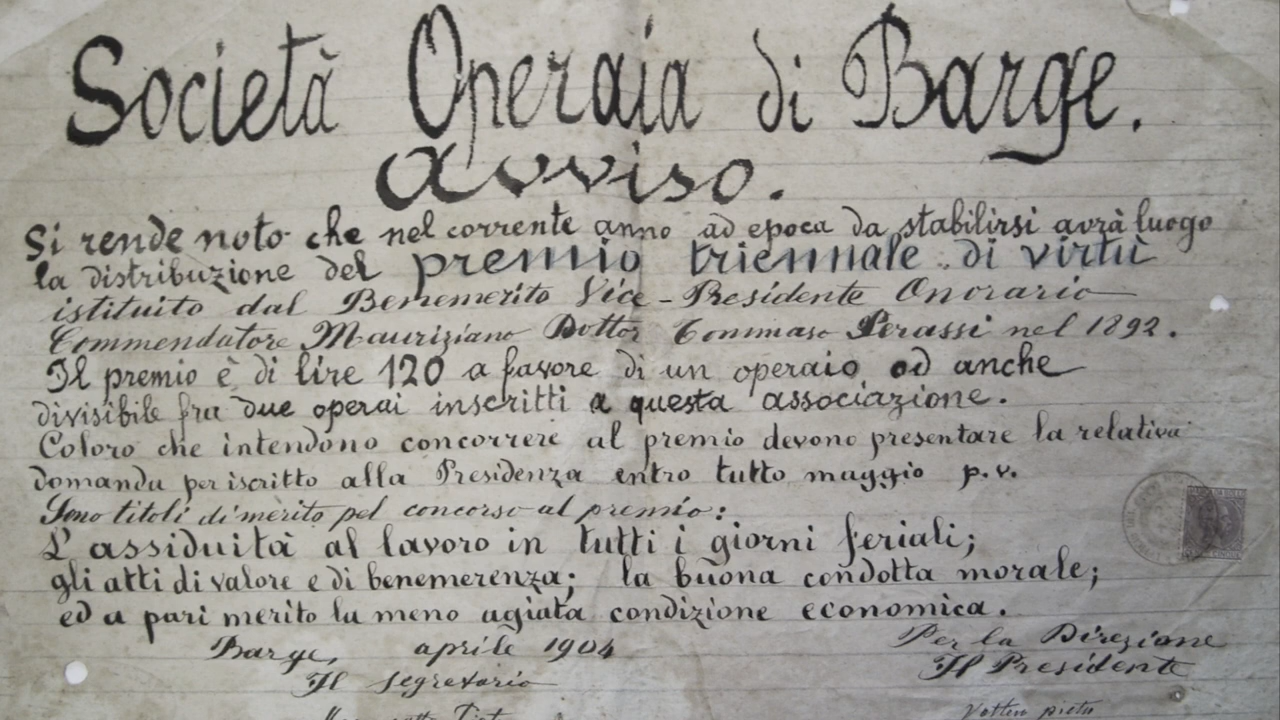 Società Operaia di Barge.
Avviso.
Si rende noto che nel corrente anno ad epoca da stabilirsi avrà luogo
la distribuzione del premio triennale di virtù
istituito dal Benemerito Vice-Presidente Onorario
Commendatore Mauriziano Dottor Tommaso Perassi nel 1892.
Il premio è di lire 120 a favore di un operaio od anche
divisibile fra due operai inscritti a questa associazione.
Coloro che intendono concorrere al premio devono presentare la relativa
domanda per iscritto alla Presidenza entro tutto maggio p.v.
Sono titoli di merito pel concorso al premio:
L'assiduità al lavoro in tutti i giorni feriali;
gli atti di valore e di benemerenza; la buona condotta morale;
ed a pari merito la meno agiata condizione economica.
Barge, aprile 1904
Per la Direzione
Il segretario
Il Presidente